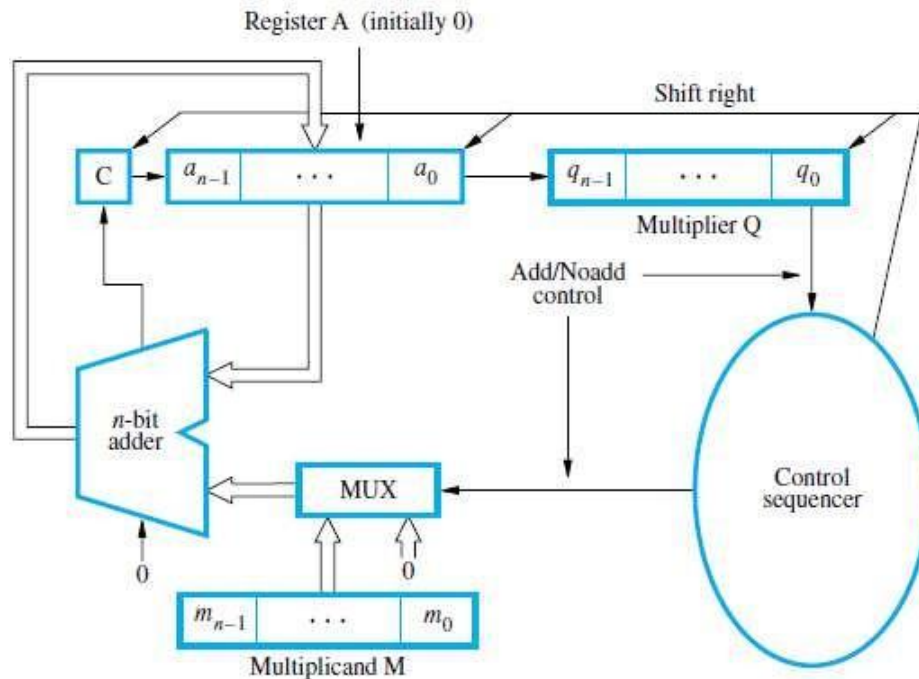 Register A (initially 0)
Shift right
C
a_{n-1} . . . a_0
q_{n-1} . . . q_0
Multiplier Q
Add/Noadd
control
n-bit
adder
MUX
Control
sequencer
0
0
m_{n-1} . . . m_0
Multiplicand M